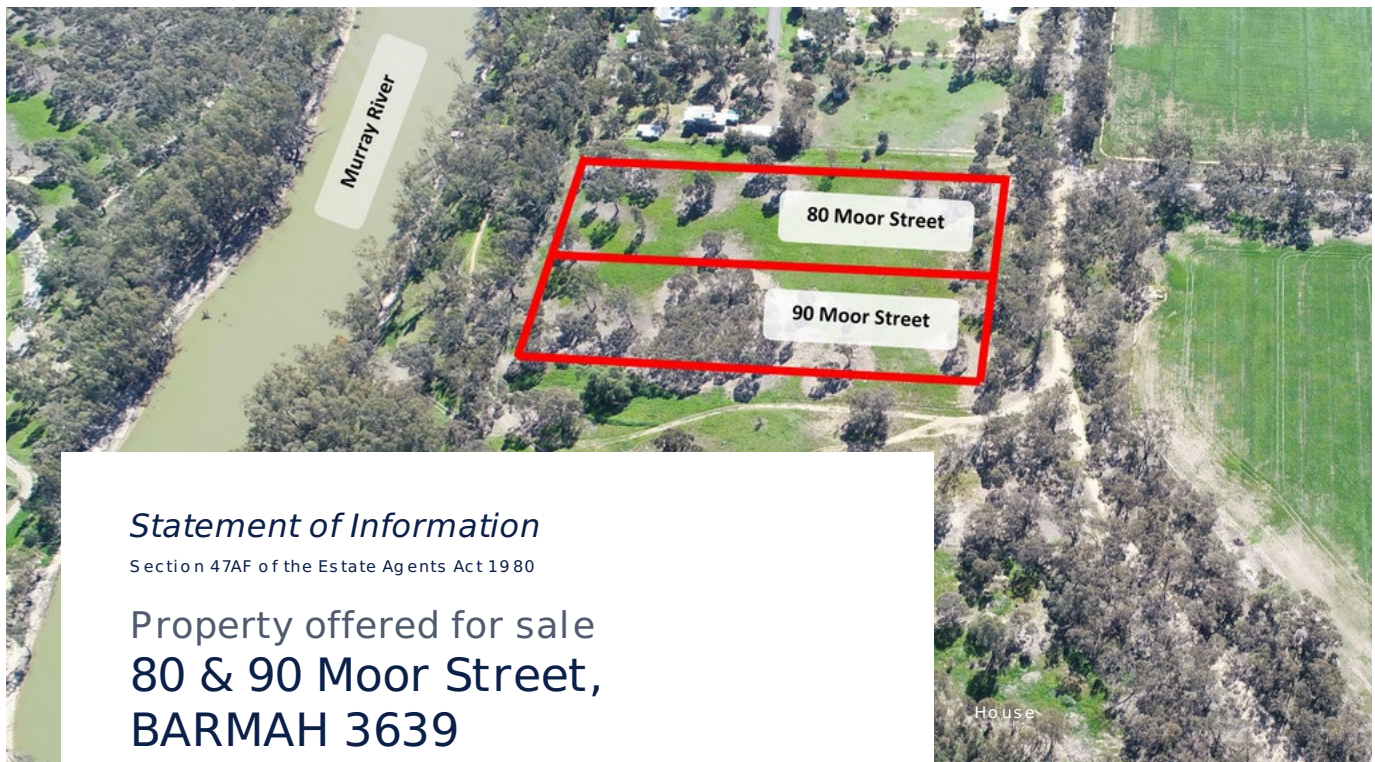 Murray River
80 Moor Street
90 Moor Street
Statement of Information
Section 47AF of the Estate Agents Act 1980
Property offered for sale
80 & 90 Moor Street,
BARMAH 3639
House